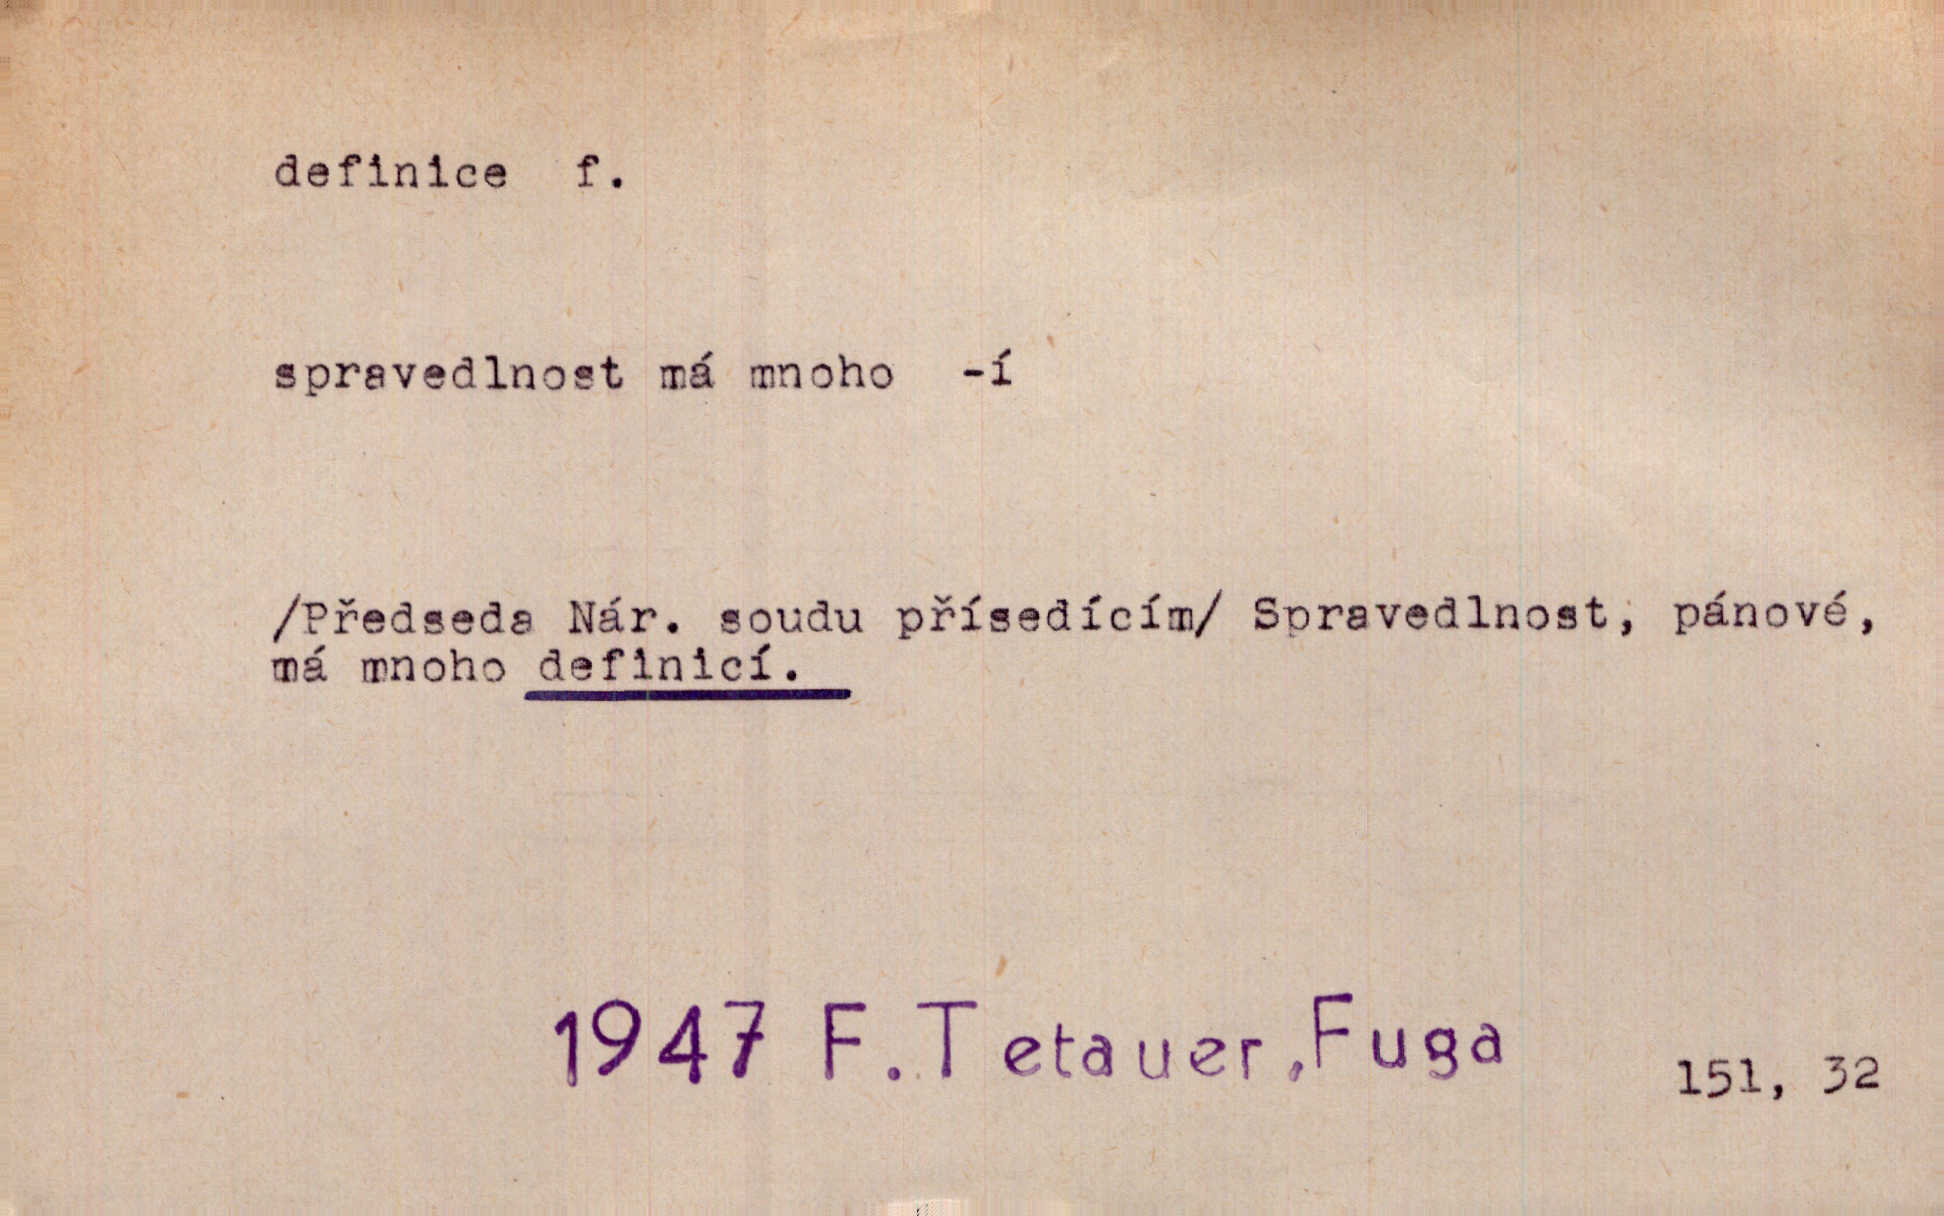 definice f.
spravedlnost má mnoho -í
/Předseda Nár. soudu přísedícím/ Spravedlnost, pánové,
má mnoho definicí.
1947 F. Tetauer, Fuga
151, 32